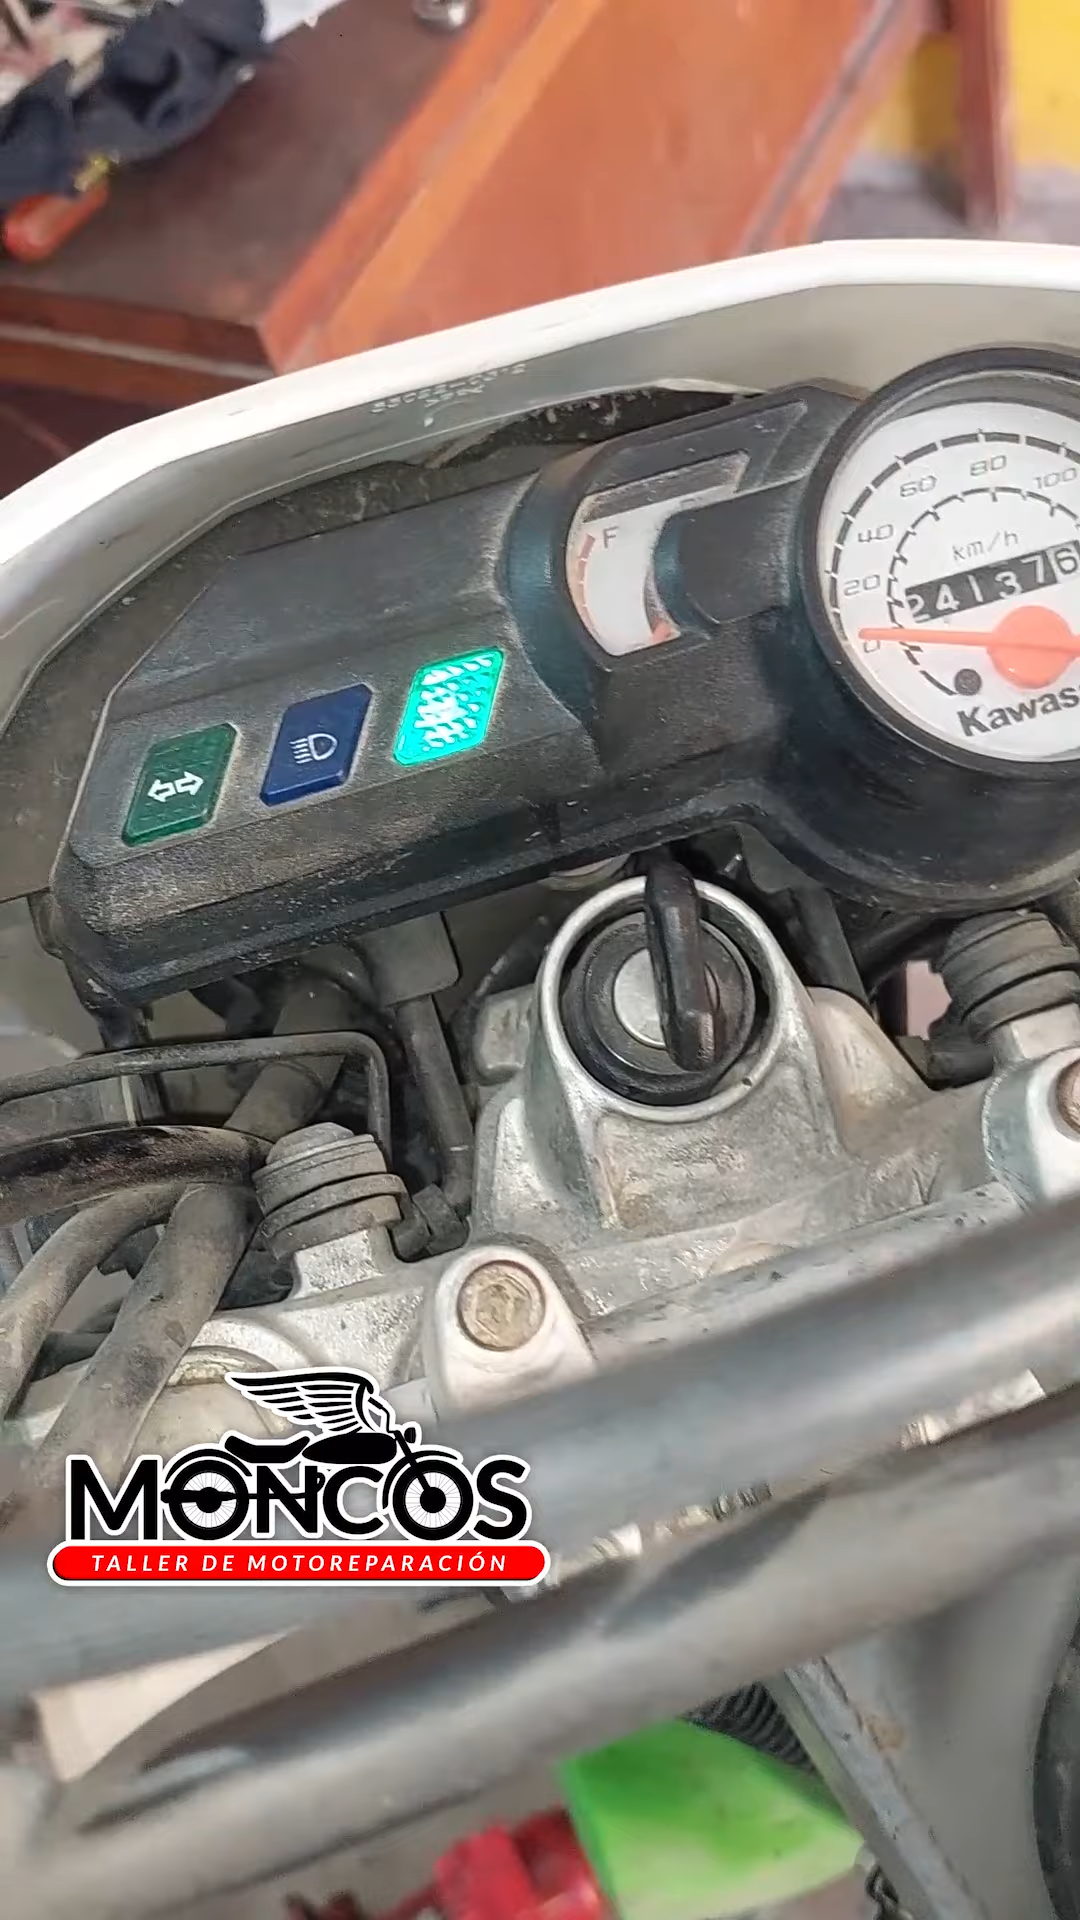 F
20
40
60
80
100
km/h
241376
0
Kawas
N
MONCOS
TALLER DE MOTOREPARACIÓN